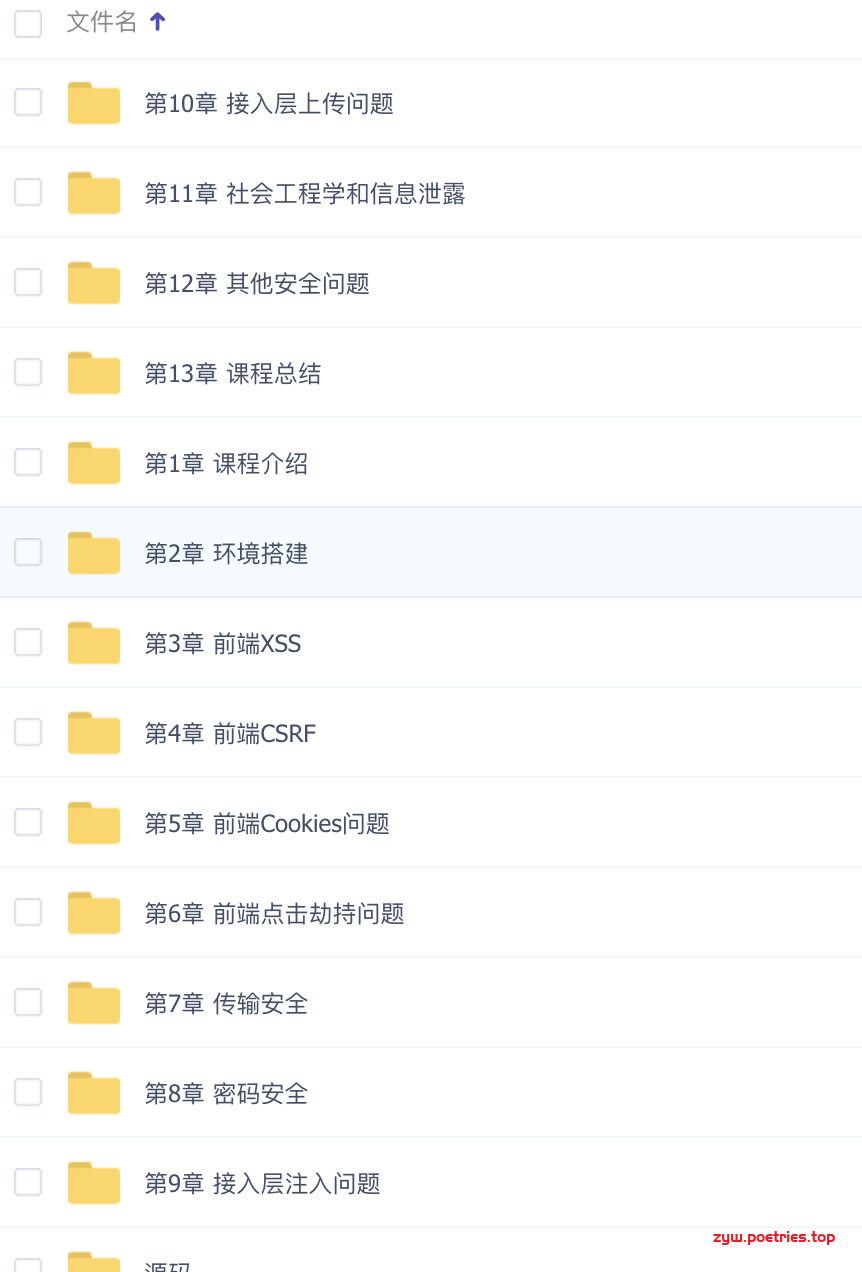 文件名
第10章 接入层上传问题
第11章 社会工程学和信息泄露
第12章 其他安全问题
第13章 课程总结
第1章 课程介绍
第2章 环境搭建
第3章 前端XSS
第4章 前端CSRF
第5章 前端Cookies问题
第6章 前端点击劫持问题
第7章 传输安全
第8章 密码安全
第9章 接入层注入问题
zyw.poetries.top
源码